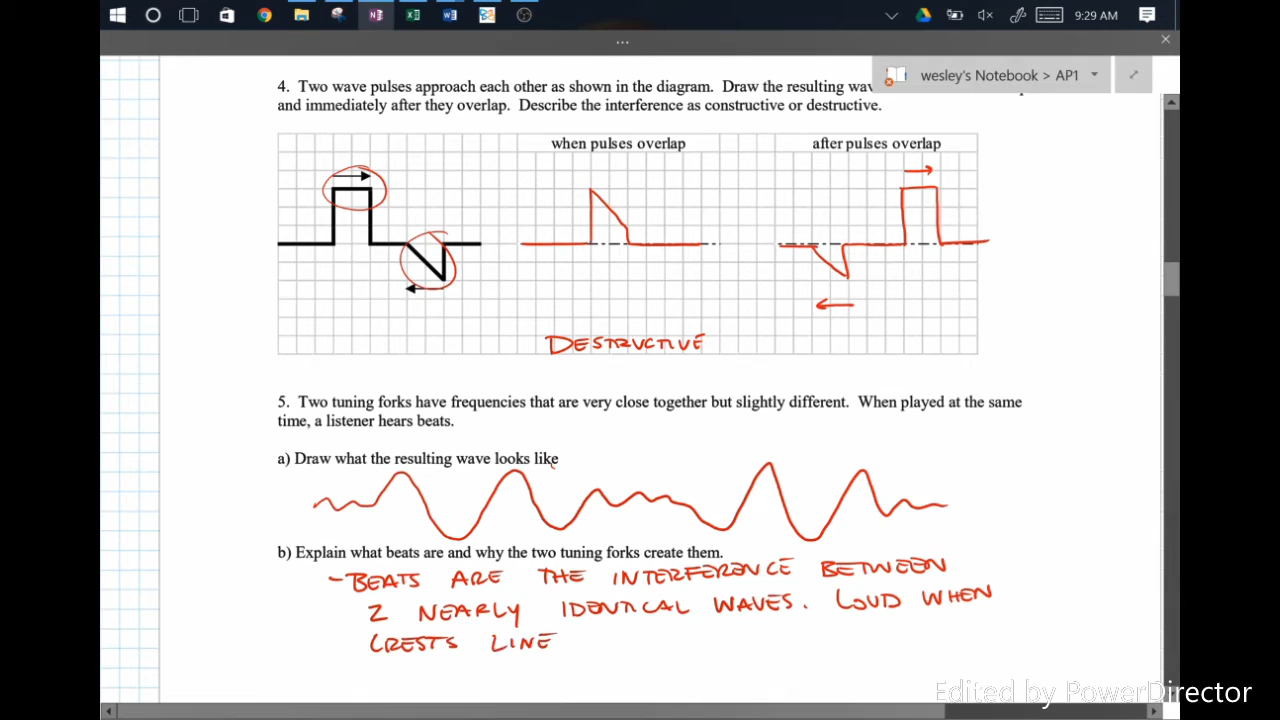 9:29 AM
...
wesley's Notebook > AP1
4. Two wave pulses approach each other as shown in the diagram. Draw the resulting
and immediately after they overlap. Describe the interference as constructive or destructive.
when pulses overlap
after pulses overlap
DESTRUCTIVE
5. Two tuning forks have frequencies that are very close together but slightly different. When played at the same
time, a listener hears beats.
a) Draw what the resulting wave looks like
b) Explain what beats are and why the two tuning forks create them.
- BEATS ARE THE INTERFERENCE BETWEEN
2 NEARLY IDENTICAL WAVES. LOUD WHEN
CRESTS LINE
Edited by PowerDirector